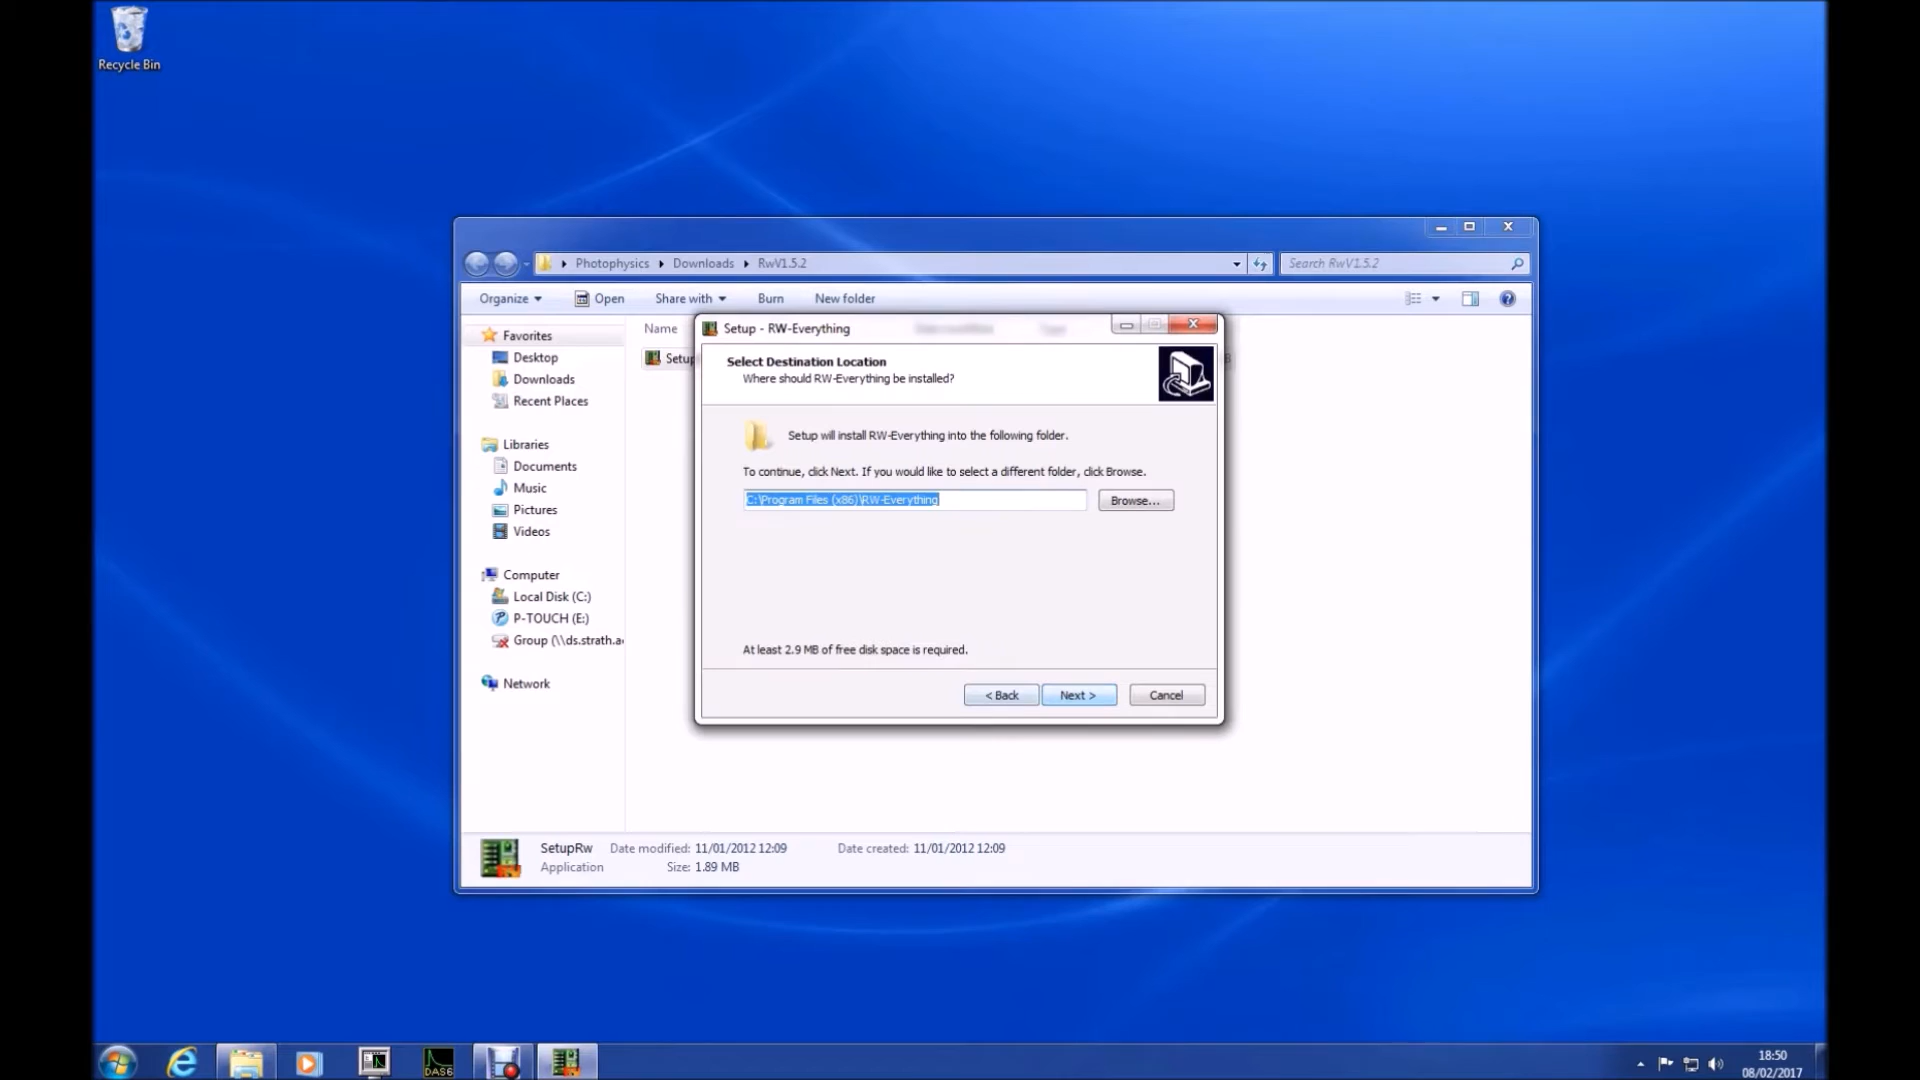 Recycle Bin
Photophysics
Downloads
RwV1.5.2
Search RwV1.5.2
Organize
Open
Share with
Burn
New folder
Name
Favorites
Desktop
Downloads
Recent Places
Libraries
Documents
Music
Pictures
Videos
Computer
Local Disk (C:)
P-TOUCH (E:)
Group (\\ds.strath.a
Network
Setup
Setup - RW-Everything
Select Destination Location
Where should RW-Everything be installed?
Setup will install RW-Everything into the following folder.
To continue, click Next. If you would like to select a different folder, click Browse.
C:\Program Files (x86)\RW-Everything
Browse...
At least 2.9 MB of free disk space is required.
< Back
Next >
Cancel
SetupRw
Date modified: 11/01/2012 12:09
Date created: 11/01/2012 12:09
Application
Size: 1.89 MB
DAS6
18:50
08/02/2017